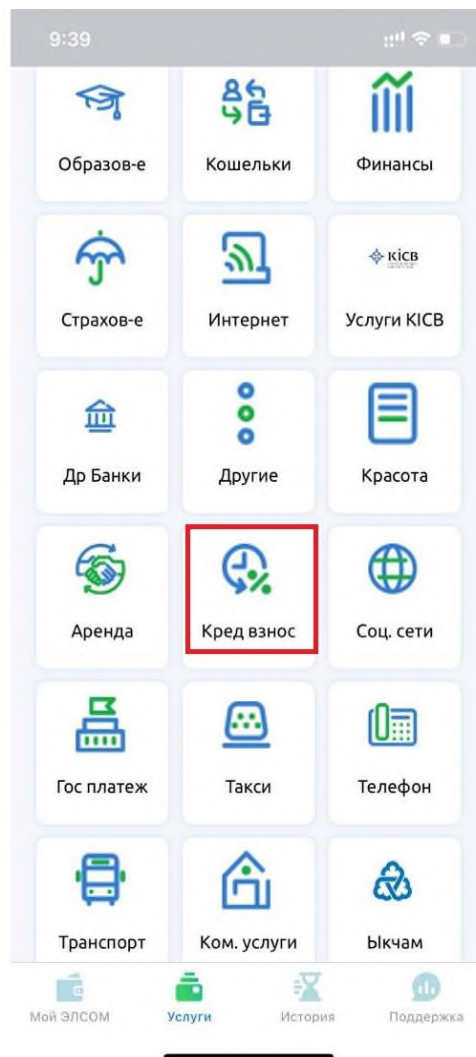 9:39
Образов-е Кошельки Финансы
KICB
Страхов-е Интернет Услуги KICB
Др Банки Другие Красота
Аренда Кред взнос Соц. сети
Гос платеж Такси Телефон
Транспорт Ком. услуги Ыкчам
Мой ЭЛСОМ Услуги История Поддержка